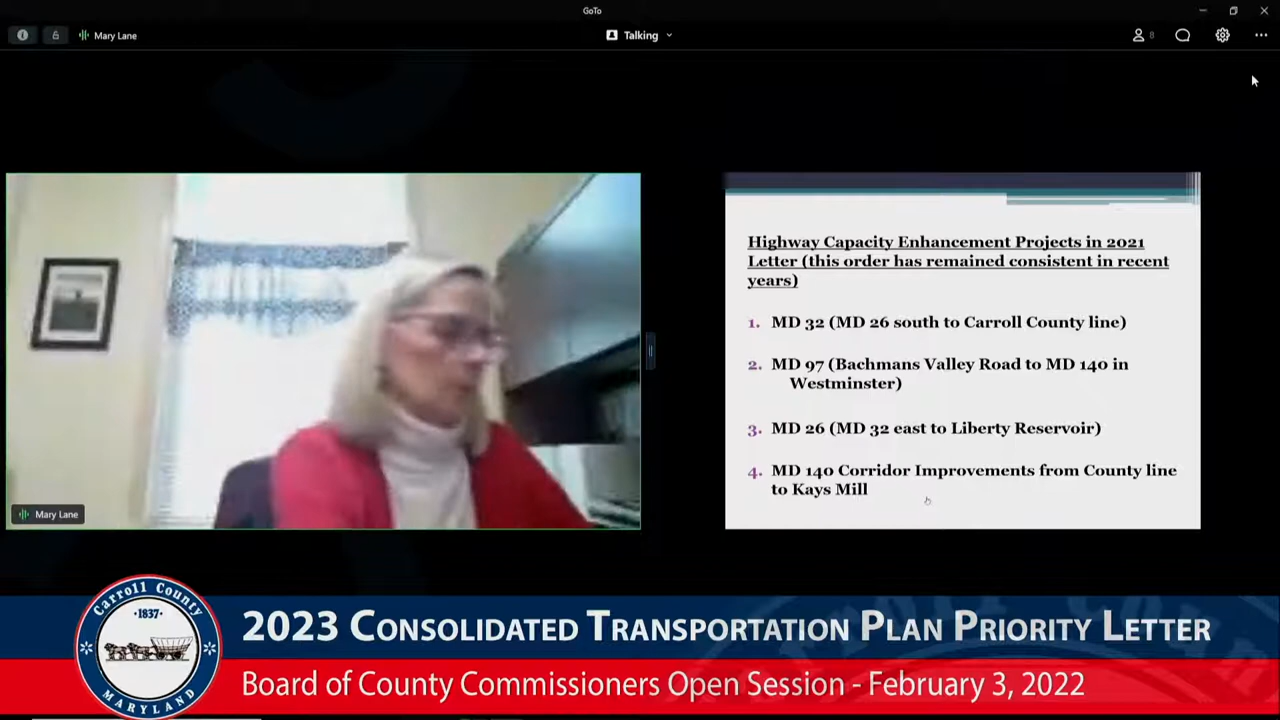 GoTo
Mary Lane
Talking
8
Highway Capacity Enhancement Projects in 2021
Letter (this order has remained consistent in recent
years)
1. MD 32 (MD 26 south to Carroll County line)
2. MD 97 (Bachmans Valley Road to MD 140 in
Westminster)
3. MD 26 (MD 32 east to Liberty Reservoir)
4. MD 140 Corridor Improvements from County line
to Kays Mill
Mary Lane
Carroll County
1837
MARYLAND
2023 CONSOLIDATED TRANSPORTATION PLAN PRIORITY LETTER
Board of County Commissioners Open Session - February 3, 2022